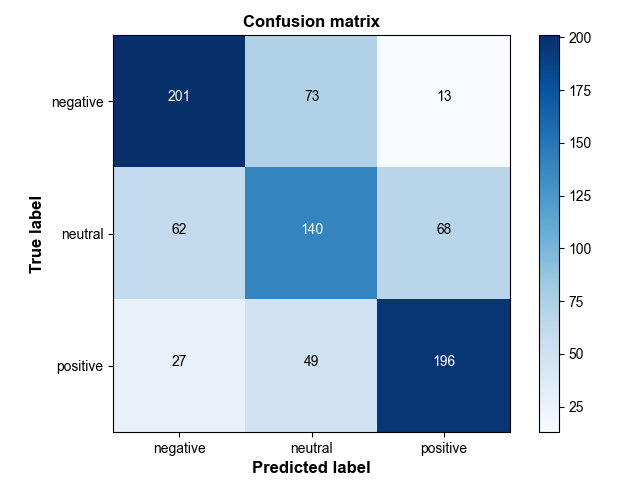 Confusion matrix
negative 201 73 13
neutral 62 140 68
positive 27 49 196
negative neutral positive
Predicted label
True label
200
175
150
125
100
75
50
25